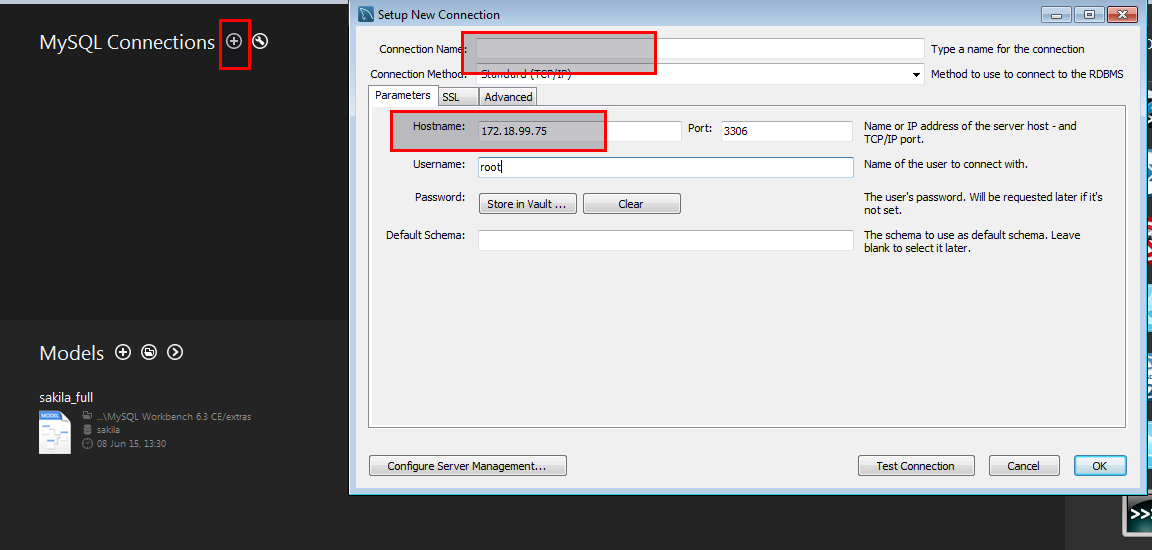 MySQL Connections
Models
sakila_full
MODEL
...\MySQL Workbench 6.3 CE/extras
sakila
08 Jun 15, 13:30
Setup New Connection
Connection Name:
Type a name for the connection
Connection Method: Standard (TCP/IP)
Method to use to connect to the RDBMS
Parameters SSL Advanced
Hostname: 172.18.99.75 Port: 3306
Name or IP address of the server host - and
TCP/IP port.
Username: root
Name of the user to connect with.
Password: Store in Vault ... Clear
The user's password. Will be requested later if it's
not set.
Default Schema:
The schema to use as default schema. Leave
blank to select it later.
Configure Server Management... Test Connection Cancel OK
>>>